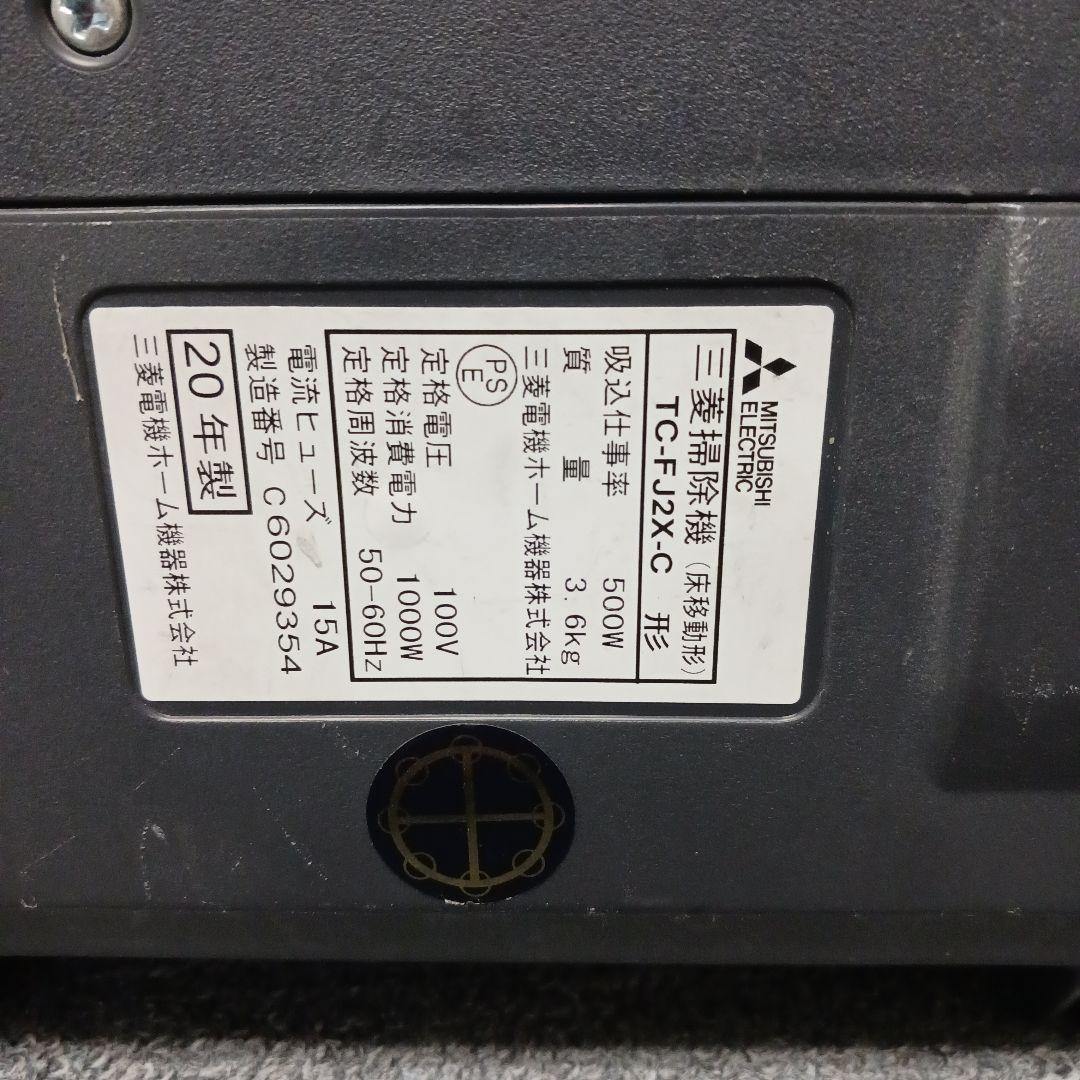 MITSUBISHI
ELECTRIC
三菱掃除機(床移動形)
TC-FJ2X-C 形
吸込仕事率 500W
質量 3.6kg
三菱電機ホーム機器株式会社
PS
E
定格電圧 100V
定格消費電力 1000W
定格周波数 50-60Hz
電流ヒューズ 15A
製造番号 C6029354
20年製
三菱電機ホーム機器株式会社